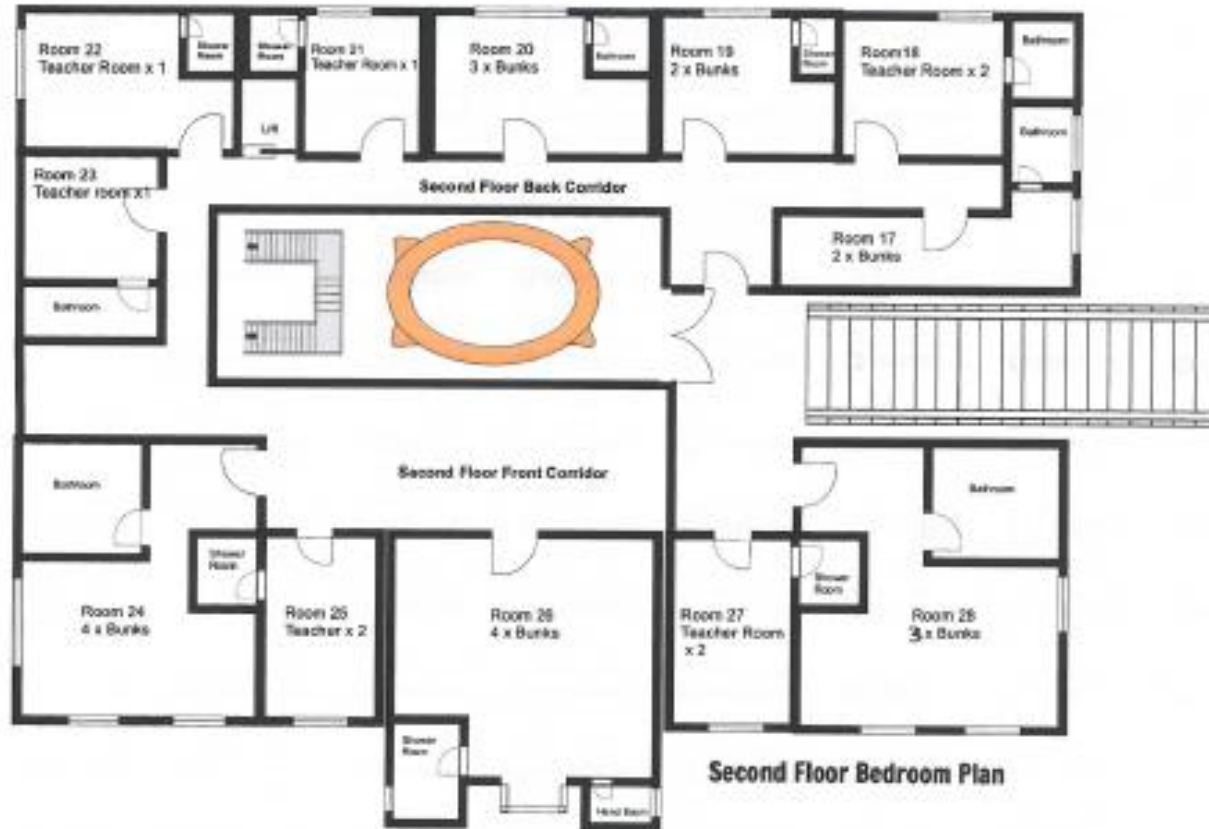 Room 22
Teacher Room x 1
Shower
Room
Shower
Room
Room 21
Teacher Room x 1
Room 20
3 x Bunks
Bathroom
Room 19
2 x Bunks
Shower
Room
Room18
Teacher Room x 2
Bathroom
Lift
Bathroom
Room 23
Teacher room x1
Second Floor Back Corridor
Room 17
2 x Bunks
Bathroom
Second Floor Front Corridor
Bathroom
Bathroom
Shower
Room
Shower
Room
Room 24
4 x Bunks
Room 25
Teacher x 2
Room 26
4 x Bunks
Room 27
Teacher Room
x 2
Room 28
3 x Bunks
Shower
Room
Hand Basin
Second Floor Bedroom Plan